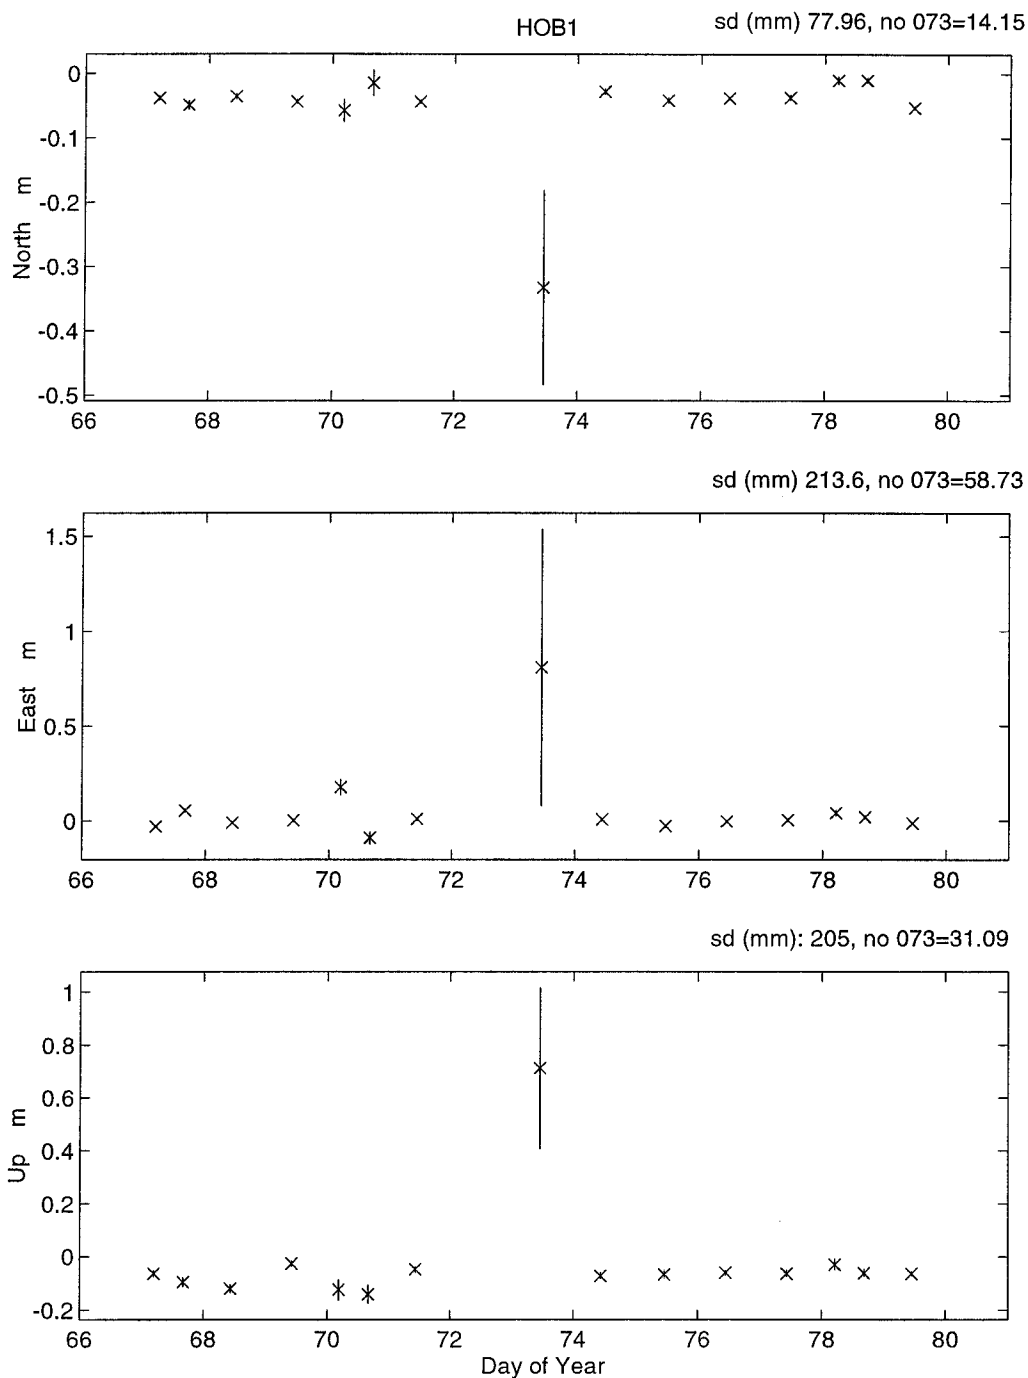 HOB1
sd (mm) 77.96, no 073=14.15
0
-0.1
-0.2
-0.3
-0.4
-0.5
North m
66 68 70 72 74 76 78 80
sd (mm) 213.6, no 073=58.73
1.5
1
0.5
0
East m
66 68 70 72 74 76 78 80
sd (mm): 205, no 073=31.09
1
0.8
0.6
0.4
0.2
0
-0.2
Up m
66 68 70 72 74 76 78 80
Day of Year